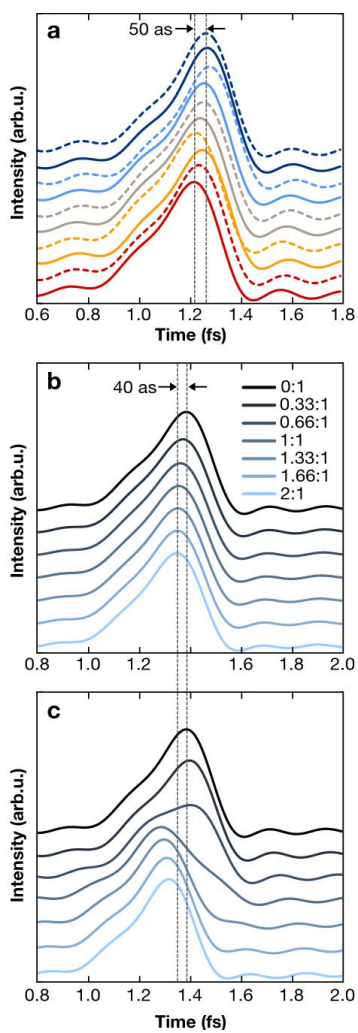 a
50 as
Intensity (arb.u.)
0.6 0.8 1.0 1.2 1.4 1.6 1.8
Time (fs)
b
40 as
0:1
0.33:1
0.66:1
1:1
1.33:1
1.66:1
2:1
Intensity (arb.u.)
0.8 1.0 1.2 1.4 1.6 1.8 2.0
c
Intensity (arb.u.)
0.8 1.0 1.2 1.4 1.6 1.8 2.0
Time (fs)